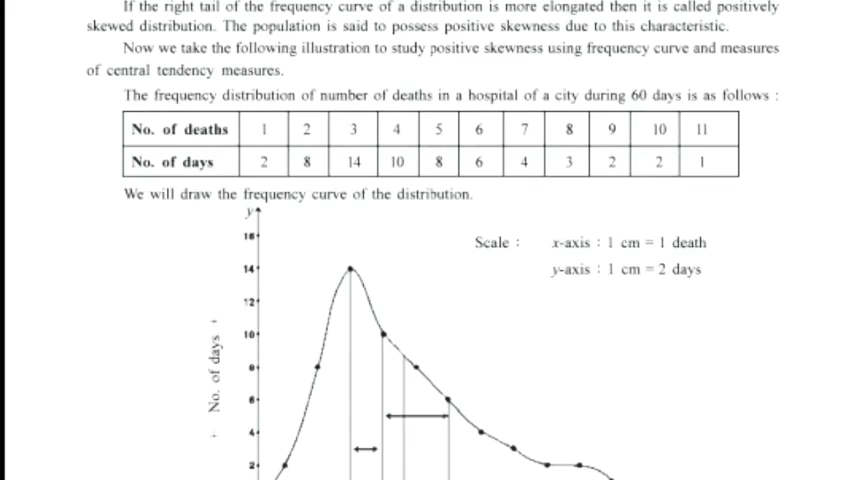 If the right tail of the frequency curve of a distribution is more elongated then it is called positively
skewed distribution. The population is said to possess positive skewness due to this characteristic.
Now we take the following illustration to study positive skewness using frequency curve and measures
of central tendency measures.
The frequency distribution of number of deaths in a hospital of a city during 60 days is as follows :
No. of deaths 1 2 3 4 5 6 7 8 9 10 11
No. of days 2 8 14 10 8 6 4 3 2 2 1
We will draw the frequency curve of the distribution.
y
Scale : x-axis : 1 cm = 1 death
y-axis : 1 cm = 2 days
16
14
12
10
8
6
4
2
No. of days